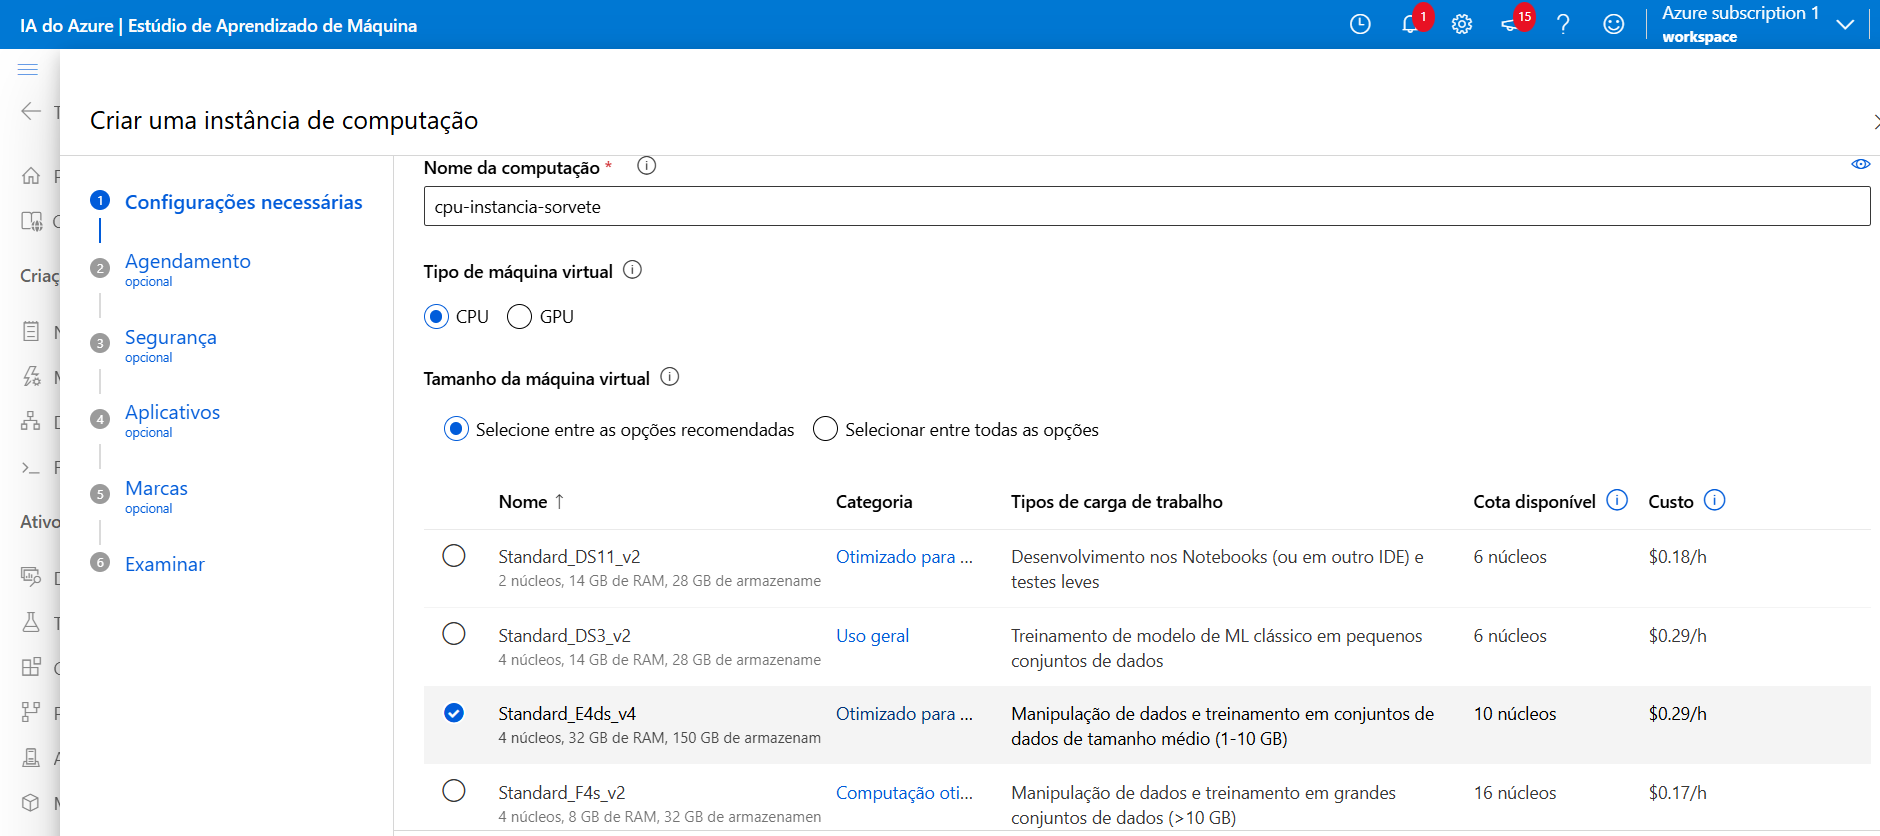 IA do Azure | Estúdio de Aprendizado de Máquina
1
15
Azure subscription 1
workspace
Criar uma instância de computação
Criaç
Ativo
1 Configurações necessárias
2 Agendamento
opcional
3 Segurança
opcional
4 Aplicativos
opcional
5 Marcas
opcional
6 Examinar
Nome da computação *
cpu-instancia-sorvete
Tipo de máquina virtual
CPU GPU
Tamanho da máquina virtual
Selecione entre as opções recomendadas Selecionar entre todas as opções
Nome ↑ Categoria Tipos de carga de trabalho Cota disponível Custo
Standard_DS11_v2 Otimizado para ... Desenvolvimento nos Notebooks (ou em outro IDE) e 6 núcleos $0.18/h
2 núcleos, 14 GB de RAM, 28 GB de armazename testes leves
Standard_DS3_v2 Uso geral Treinamento de modelo de ML clássico em pequenos 6 núcleos $0.29/h
4 núcleos, 14 GB de RAM, 28 GB de armazename conjuntos de dados
Standard_E4ds_v4 Otimizado para ... Manipulação de dados e treinamento em conjuntos de 10 núcleos $0.29/h
4 núcleos, 32 GB de RAM, 150 GB de armazenam dados de tamanho médio (1-10 GB)
Standard_F4s_v2 Computação oti... Manipulação de dados e treinamento em grandes 16 núcleos $0.17/h
4 núcleos, 8 GB de RAM, 32 GB de armazenamen conjuntos de dados (>10 GB)